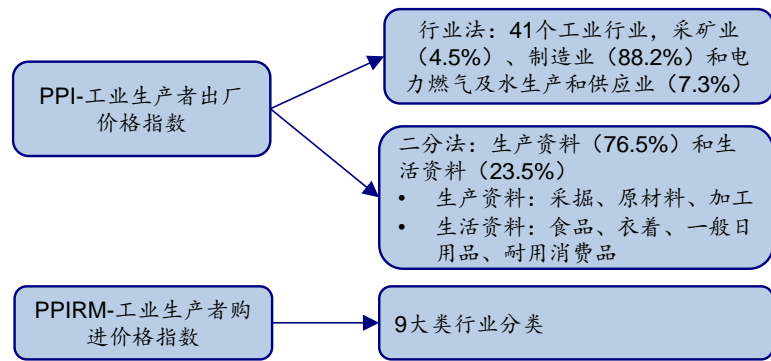 PPI-工业生产者出厂
价格指数
行业法：41个工业行业，采矿业
（4.5%）、制造业（88.2%）和电
力燃气及水生产和供应业（7.3%）
二分法：生产资料（76.5%）和生
活资料（23.5%）
• 生产资料：采掘、原材料、加工
• 生活资料：食品、衣着、一般日
用品、耐用消费品
PPIRM-工业生产者购
进价格指数
9大类行业分类